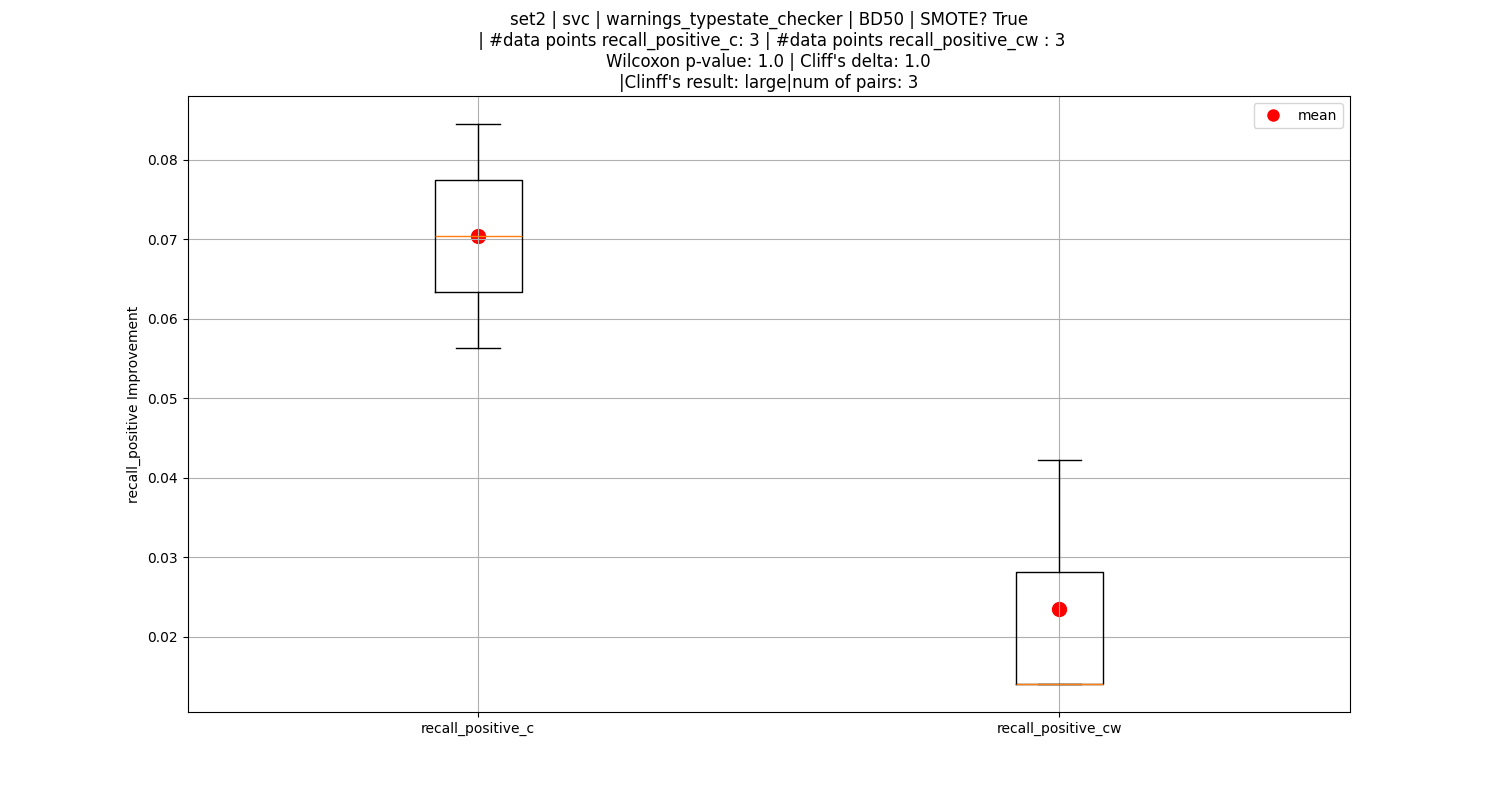 set2 | svc | warnings_typestate_checker | BD50 | SMOTE? True
| #data points recall_positive_c: 3 | #data points recall_positive_cw : 3
Wilcoxon p-value: 1.0 | Cliff's delta: 1.0
|Clinff's result: large|num of pairs: 3
mean
recall_positive Improvement
0.08
0.07
0.06
0.05
0.04
0.03
0.02
recall_positive_c
recall_positive_cw